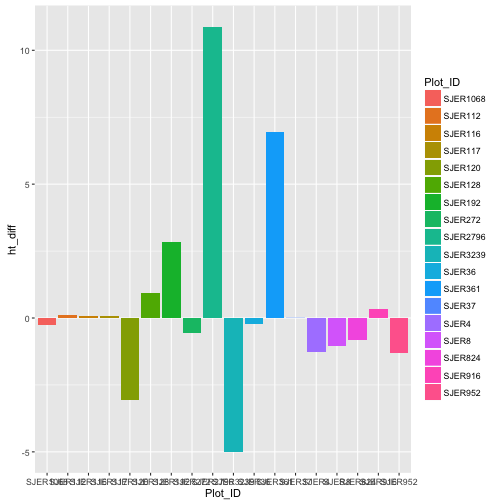 10
5
0
-5
ht_diff
Plot_ID
Plot_ID
SJER1068
SJER112
SJER116
SJER117
SJER120
SJER128
SJER192
SJER272
SJER2796
SJER3239
SJER36
SJER361
SJER37
SJER4
SJER8
SJER824
SJER916
SJER952